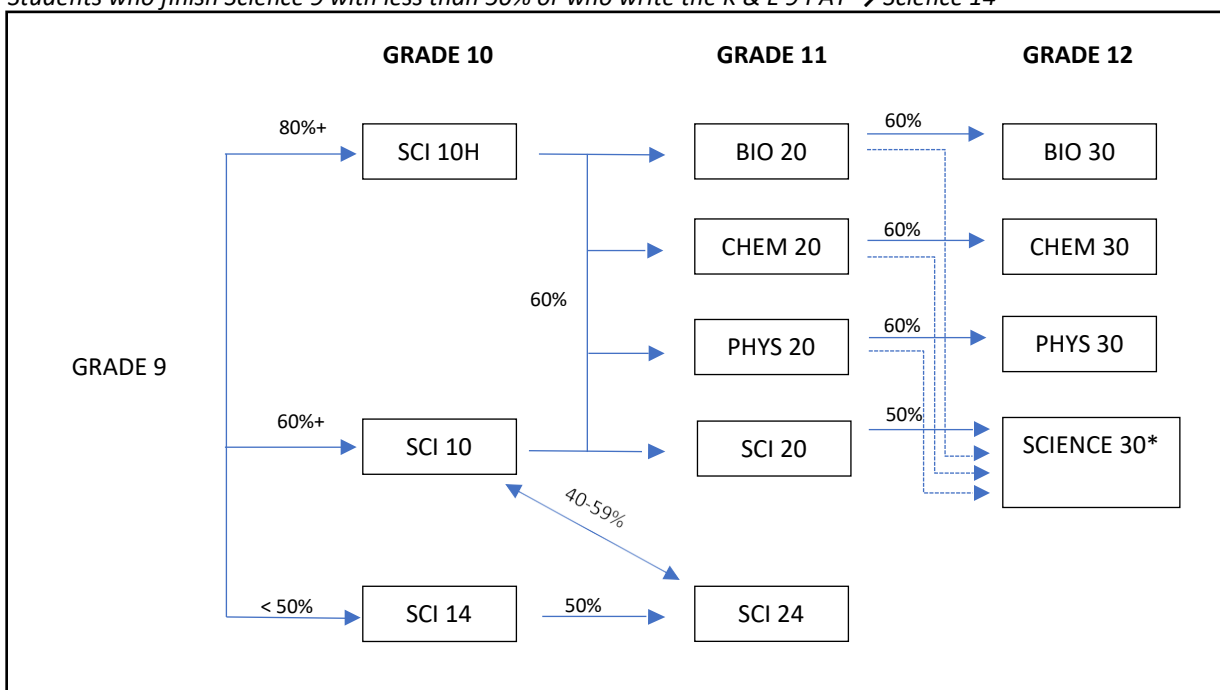 Students who finish Science 9 with less than 50% or who write the K & E 9 PAT → Science 14
GRADE 10 GRADE 11 GRADE 12
80%+ SCI 10H BIO 20 60% BIO 30
CHEM 20 60% CHEM 30
60%
GRADE 9 PHYS 20 60% PHYS 30
60%+ SCI 10 SCI 20 50% SCIENCE 30*
40-59%
< 50% SCI 14 50% SCI 24